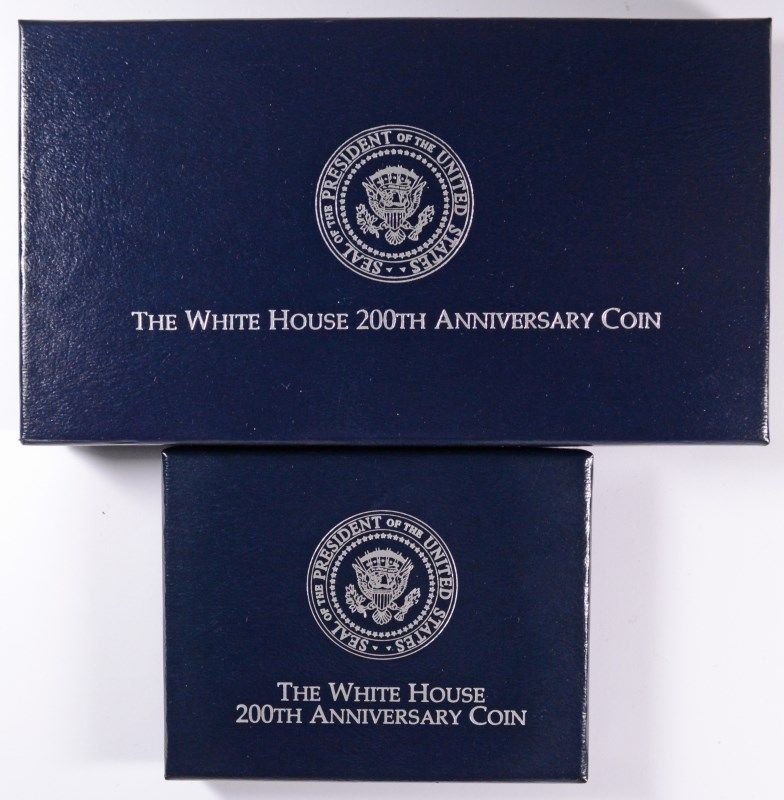 SEAL OF THE PRESIDENT OF THE UNITED STATES
THE WHITE HOUSE 200TH ANNIVERSARY COIN
SEAL OF THE PRESIDENT OF THE UNITED STATES
THE WHITE HOUSE
200TH ANNIVERSARY COIN